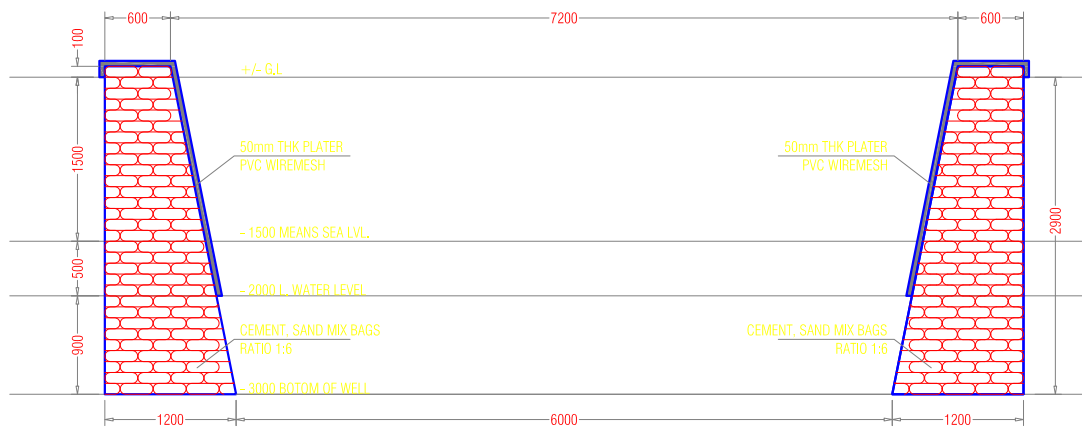 600
7200
600
100
+/- G.L
1500
50mm THK PLATER
PVC WIREMESH
50mm THK PLATER
PVC WIREMESH
2900
- 1500 MEANS SEA LVL.
500
- 2000 L. WATER LEVEL
900
CEMENT, SAND MIX BAGS
RATIO 1:6
CEMENT, SAND MIX BAGS
RATIO 1:6
- 3000 BOTOM OF WELL
1200
6000
1200